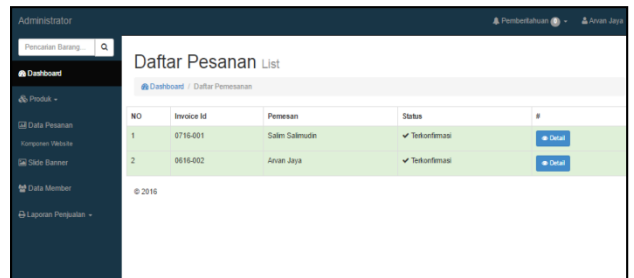 Administrator
Pemberitahuan
Arvan Jaya
Pencarian Barang...
Dashboard
Produk
Data Pesanan
Komponen Website
Slide Banner
Data Member
Laporan Penjualan
Daftar Pesanan List
Dashboard / Daftar Pemesanan
NO Invoice Id Pemesan Status #
1 0716-001 Salim Salimudin Terkonfirmasi Detail
2 0616-002 Arvan Jaya Terkonfirmasi Detail
© 2016